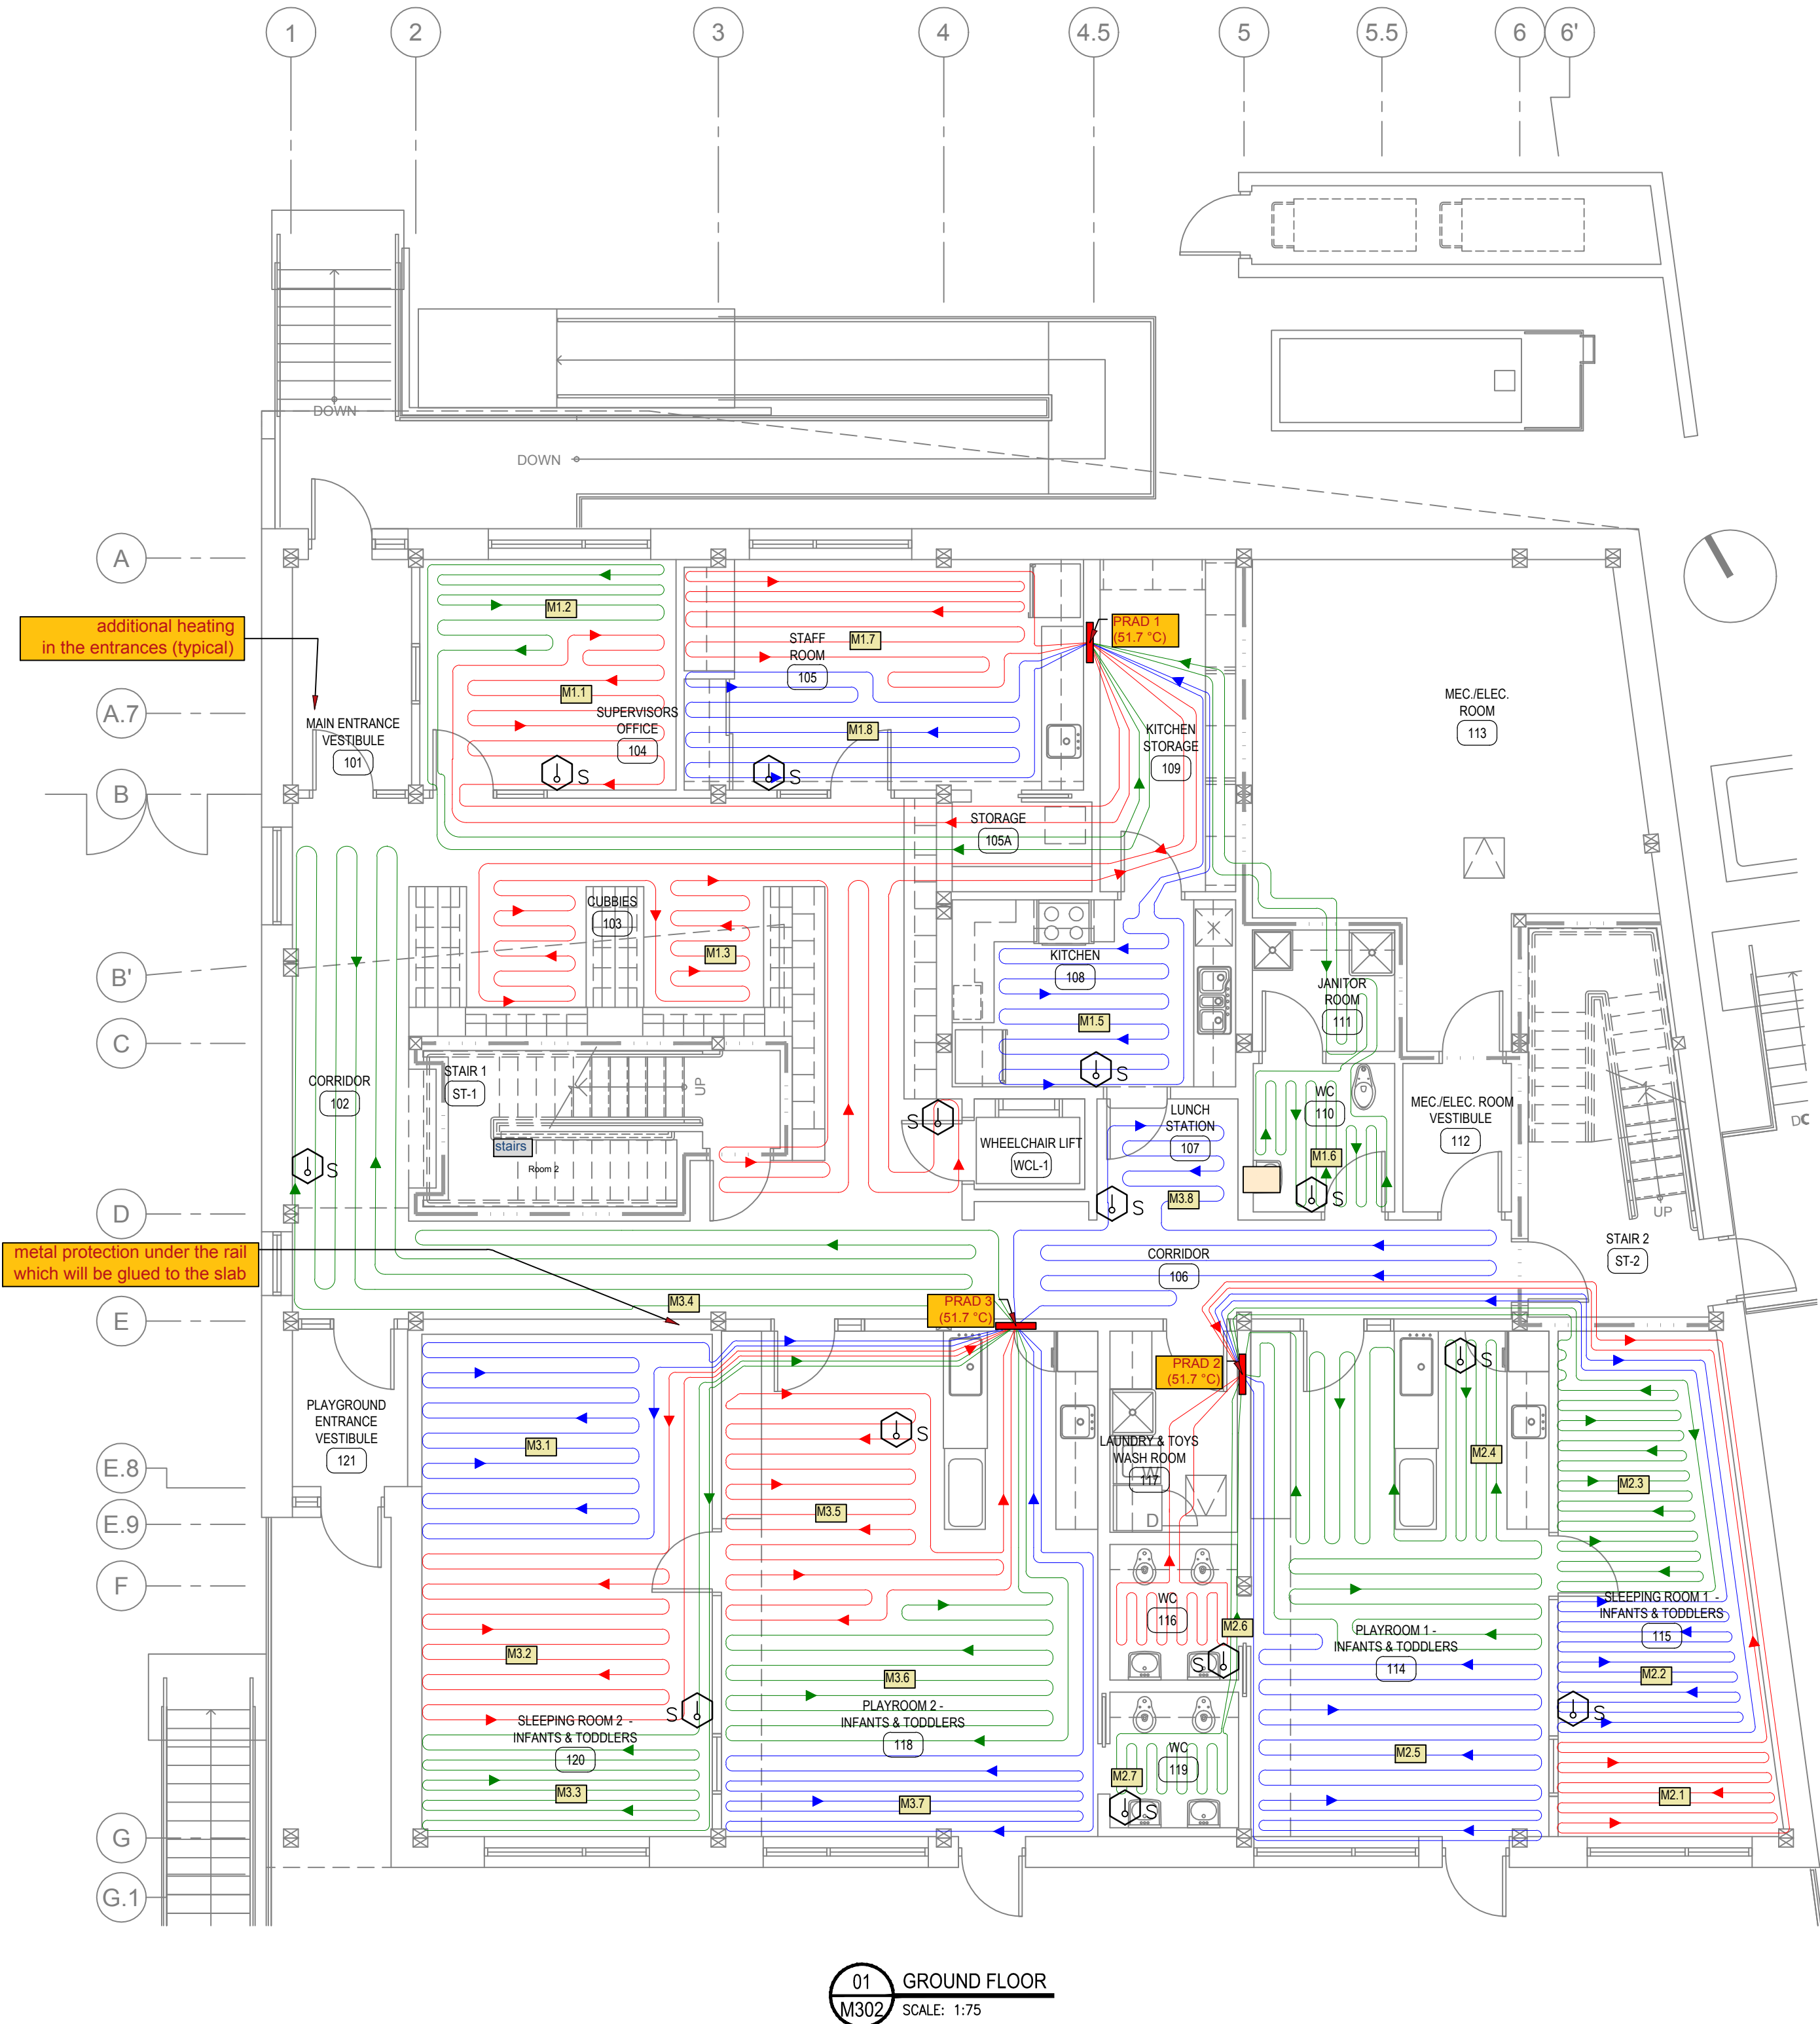 1
2
3
4
4.5
5
5.5
6
6'
DOWN
DOWN
A
A.7
B
B'
C
D
E
E.8
E.9
F
G
G.1
additional heating
in the entrances (typical)
M1.2
M1.1
STAFF
ROOM
105
M1.7
M1.8
PRAD 1
(51.7 °C)
MAIN ENTRANCE
VESTIBULE
101
SUPERVISORS
OFFICE
104
S
S
KITCHEN
STORAGE
109
MEC./ELEC.
ROOM
113
STORAGE
105A
CUBBIES
103
M1.3
KITCHEN
108
M1.5
S
JANITOR
ROOM
111
CORRIDOR
102
S
STAIR 1
ST-1
UP
stairs
Room 2
S
WHEELCHAIR LIFT
WCL-1
LUNCH
STATION
107
M3.8
S
WC
110
M1.6
S
MEC./ELEC. ROOM
VESTIBULE
112
UP
DC
STAIR 2
ST-2
metal protection under the rail
which will be glued to the slab
CORRIDOR
106
M3.4
PRAD 3
(51.7 °C)
PRAD 2
(51.7 °C)
PLAYGROUND
ENTRANCE
VESTIBULE
121
M3.1
S
M3.5
LAUNDRY & TOYS
WASH ROOM
117
W
D
S
M2.4
M2.3
M3.2
M3.6
S
SLEEPING ROOM 2 -
INFANTS & TODDLERS
120
M3.3
PLAYROOM 2 -
INFANTS & TODDLERS
118
M3.7
WC
116
M2.6
S
WC
119
M2.7
S
PLAYROOM 1 -
INFANTS & TODDLERS
114
M2.5
SLEEPING ROOM 1 -
INFANTS & TODDLERS
115
M2.2
S
M2.1
01
M302
GROUND FLOOR
SCALE: 1:75